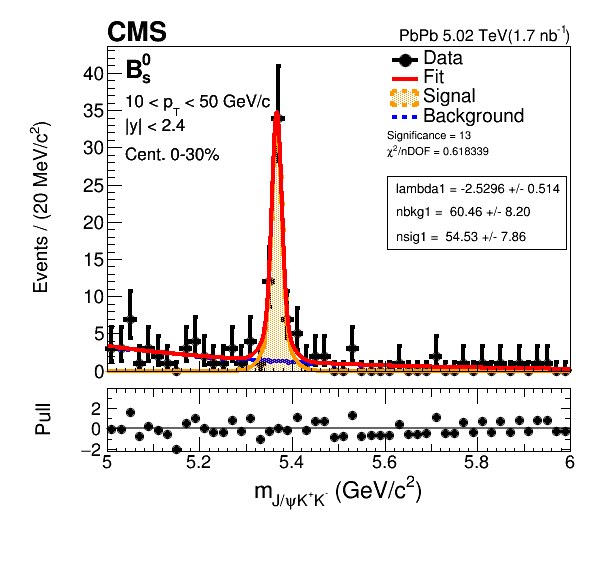 CMS
PbPb 5.02 TeV(1.7 nb⁻¹)
B⁰ₛ
10 < p_T < 50 GeV/c
|y| < 2.4
Cent. 0-30%
Data
Fit
Signal
Background
Significance = 13
χ²/nDOF = 0.618339
lambda1 = -2.5296 +/- 0.514
nbkg1 = 60.46 +/- 8.20
nsig1 = 54.53 +/- 7.86
Events / (20 MeV/c²)
40
35
30
25
20
15
10
5
0
Pull
2
0
−2
5 5.2 5.4 5.6 5.8 6
m_{J/ψK⁺K⁻} (GeV/c²)